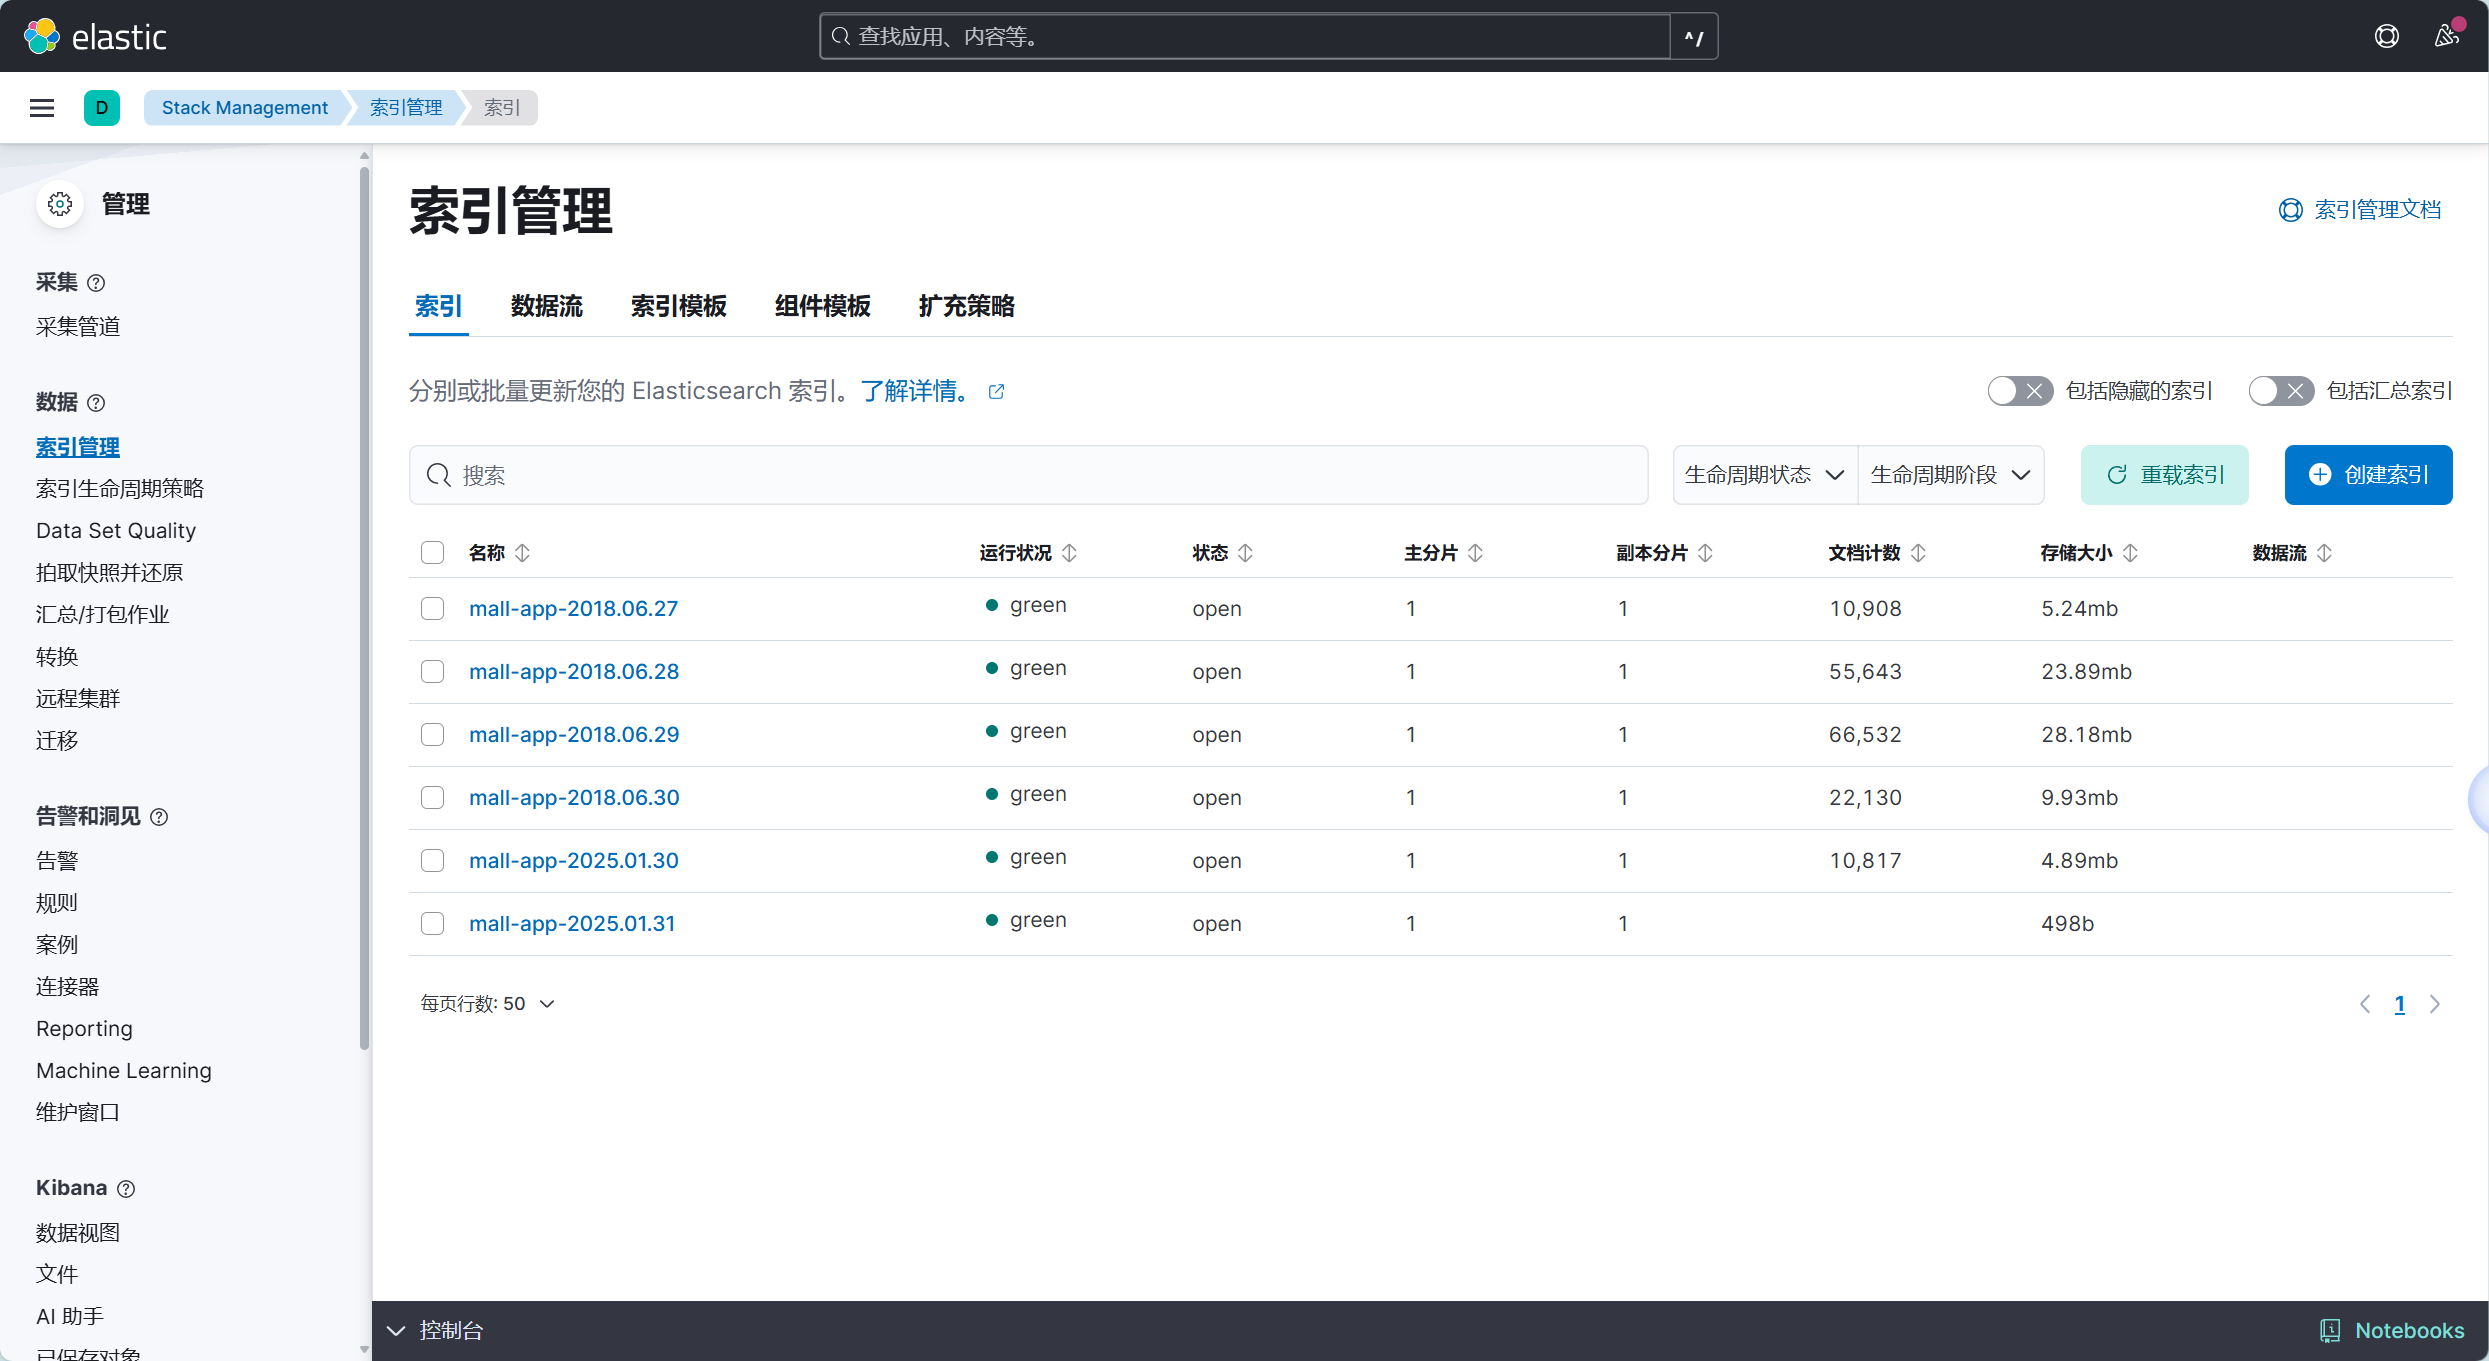 elastic
查找应用、内容等。
^/
D
Stack Management
索引管理
索引
管理
采集
采集管道
数据
索引管理
索引生命周期策略
Data Set Quality
拍取快照并还原
汇总/打包作业
转换
远程集群
迁移
告警和洞见
告警
规则
案例
连接器
Reporting
Machine Learning
维护窗口
Kibana
数据视图
文件
AI 助手
已保存对象
索引管理
索引管理文档
索引 数据流 索引模板 组件模板 扩充策略
分别或批量更新您的 Elasticsearch 索引。了解详情。
包括隐藏的索引
包括汇总索引
搜索
生命周期状态
生命周期阶段
重载索引
创建索引
名称 运行状况 状态 主分片 副本分片 文档计数 存储大小 数据流
mall-app-2018.06.27 green open 1 1 10,908 5.24mb
mall-app-2018.06.28 green open 1 1 55,643 23.89mb
mall-app-2018.06.29 green open 1 1 66,532 28.18mb
mall-app-2018.06.30 green open 1 1 22,130 9.93mb
mall-app-2025.01.30 green open 1 1 10,817 4.89mb
mall-app-2025.01.31 green open 1 1 498b
每页行数: 50
1
控制台
Notebooks